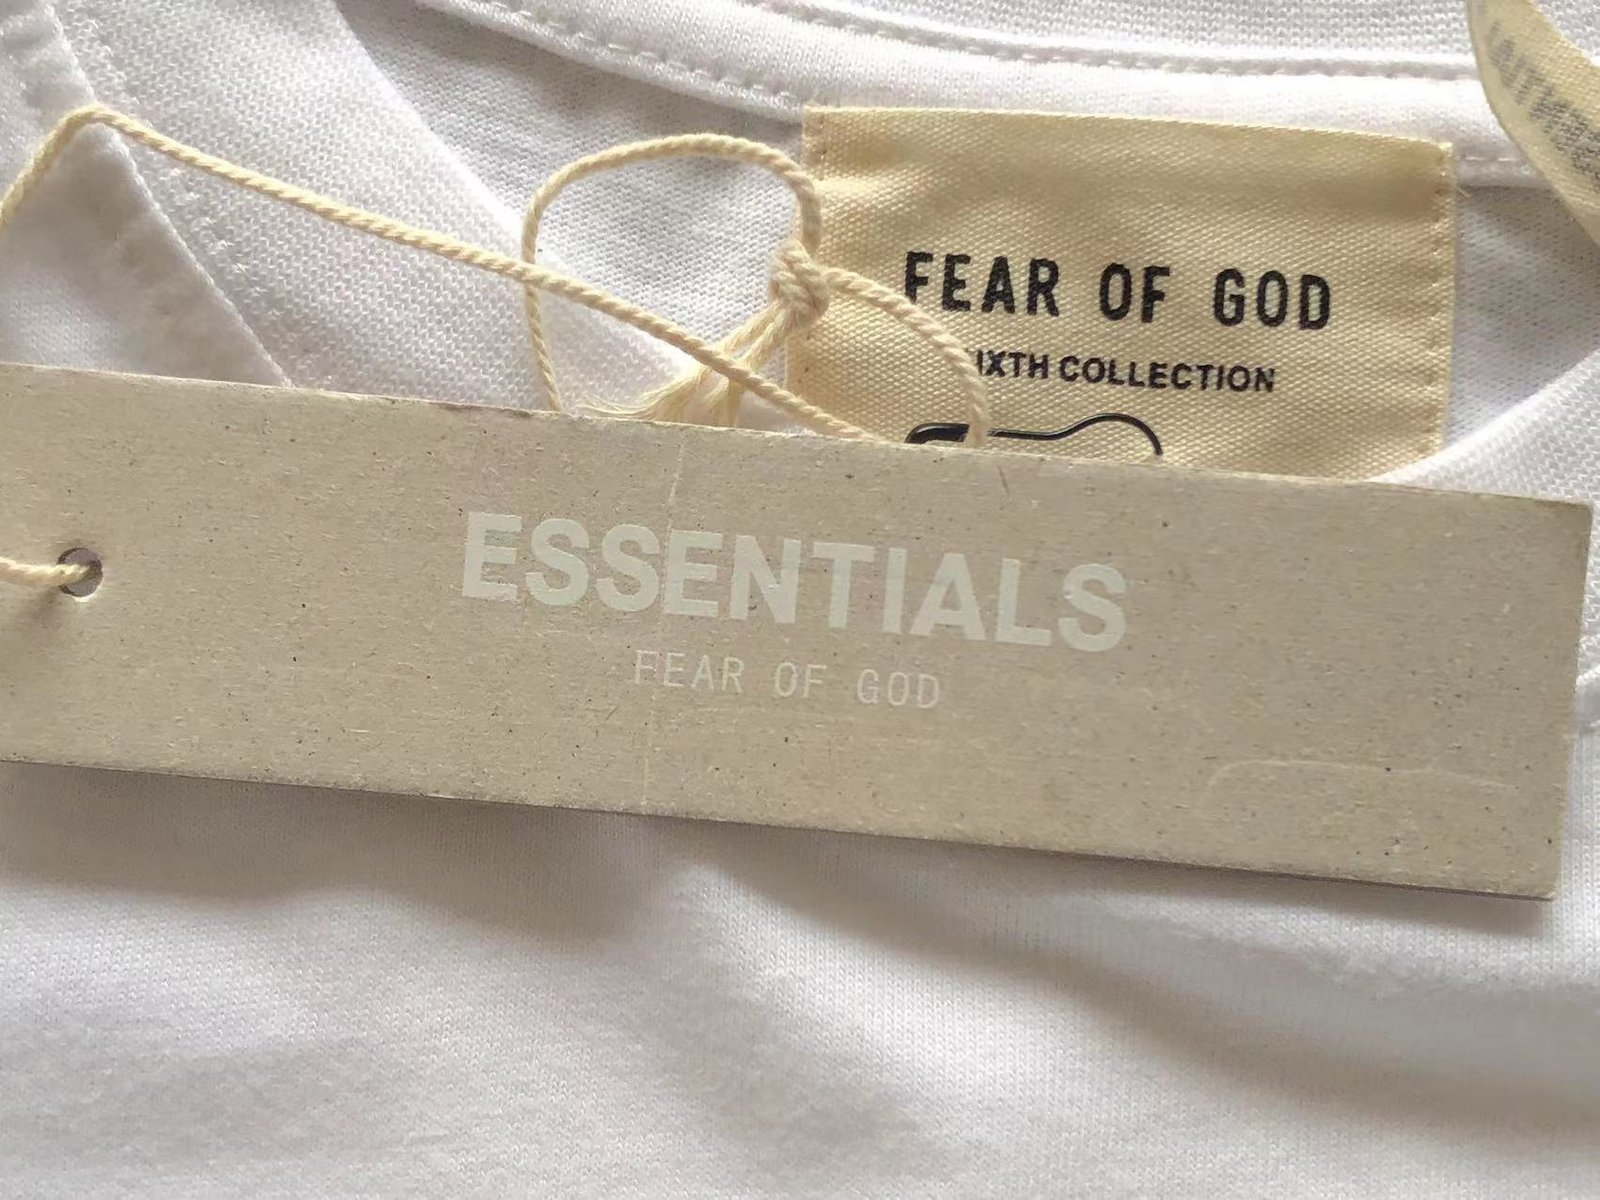 FEAR OF GOD
IXTH COLLECTION
ESSENTIALS
FEAR OF GOD